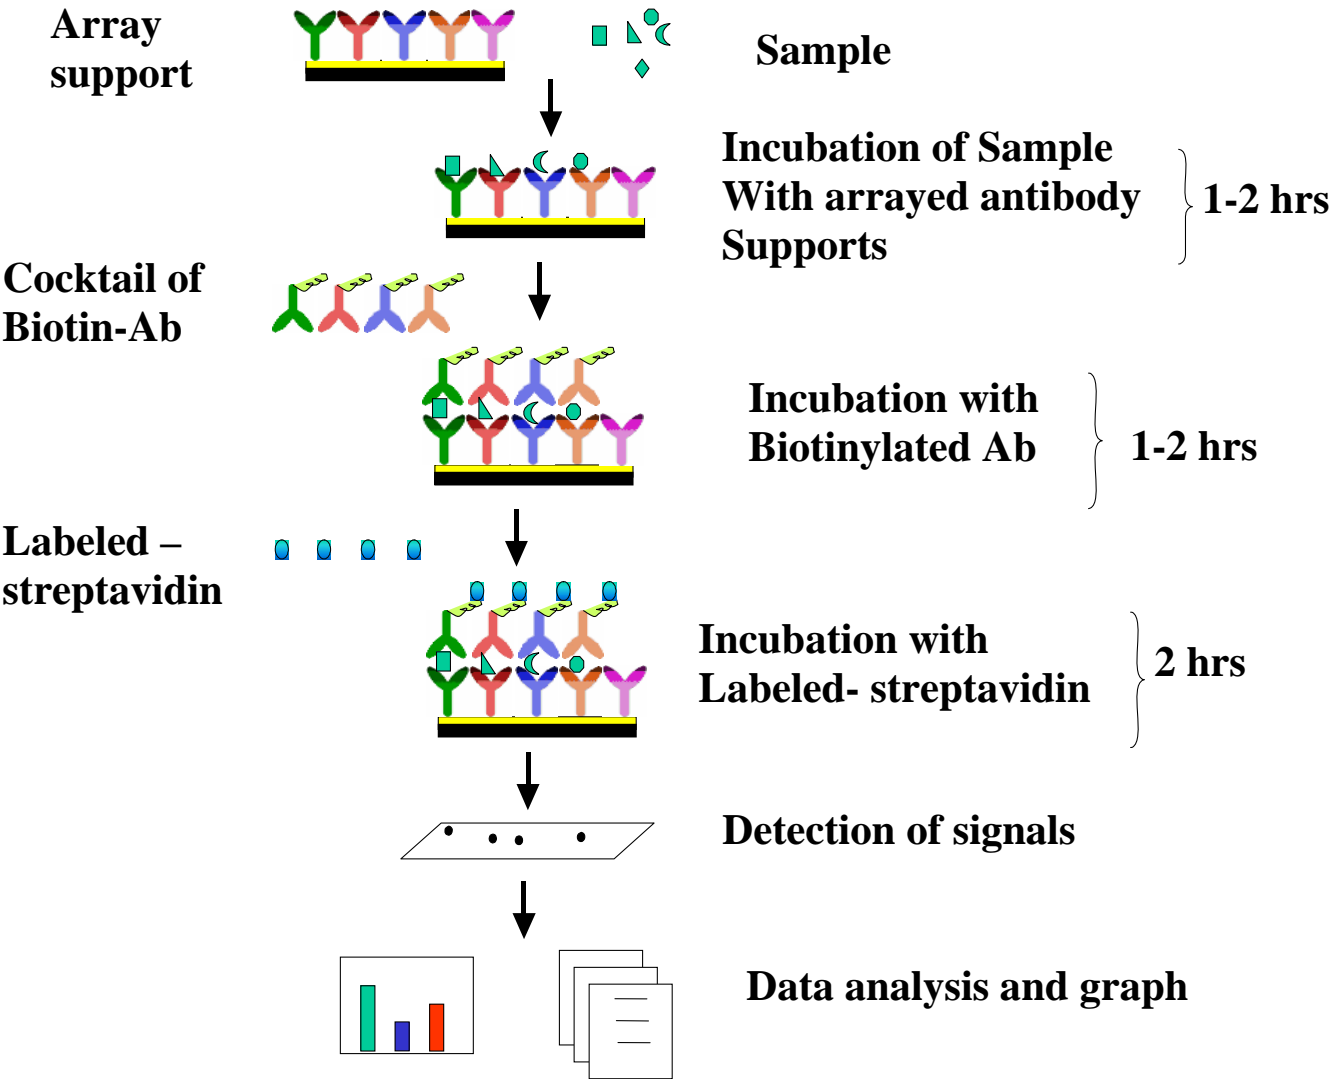 Array
support
Sample
Incubation of Sample
With arrayed antibody
Supports
1-2 hrs
Cocktail of
Biotin-Ab
Incubation with
Biotinylated Ab
1-2 hrs
Labeled –
streptavidin
Incubation with
Labeled- streptavidin
2 hrs
Detection of signals
Data analysis and graph